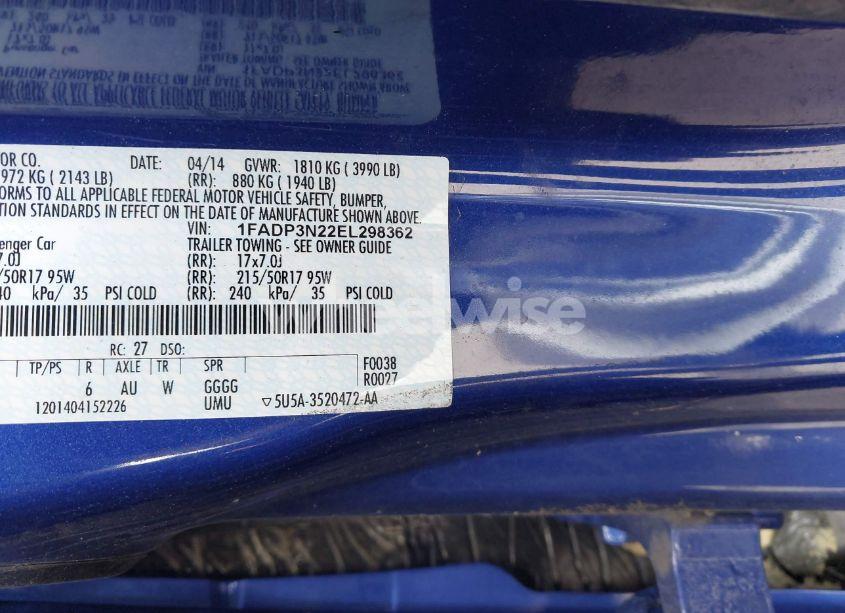 OR CO. DATE: 04/14 GVWR: 1810 KG ( 3990 LB)
972 KG ( 2143 LB) (RR): 880 KG ( 1940 LB)
FORMS TO ALL APPLICABLE FEDERAL MOTOR VEHICLE SAFETY, BUMPER,
TION STANDARDS IN EFFECT ON THE DATE OF MANUFACTURE SHOWN ABOVE.
VIN: 1FADP3N22EL298362
enger Car TRAILER TOWING - SEE OWNER GUIDE
7.0J (RR): 17x7.0J
/50R17 95W (RR): 215/50R17 95W
40 kPa/ 35 PSI COLD (RR): 240 kPa/ 35 PSI COLD
RC: 27 DSO:
TP/PS R AXLE TR SPR F0038
R0027
6 AU W GGGG
1201404152226 UMU ▽5U5A-3520472-AA
eelwise